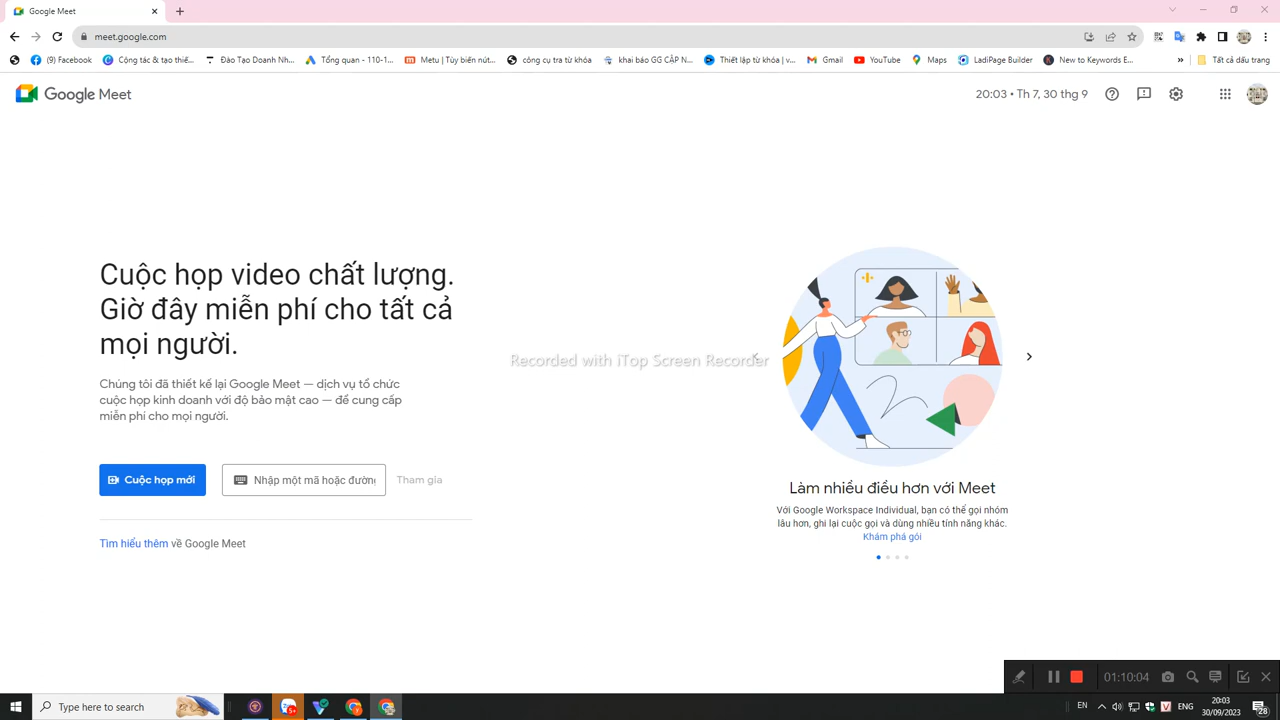 Google Meet
meet.google.com
(9) Facebook
Công tác & tạo thiế...
Đào Tạo Doanh Nh...
Tổng quan - 110-1...
Metu | Tùy biến nút...
công cụ tra từ khóa
khai báo GG CẬP N...
Thiết lập từ khóa | v...
Gmail
YouTube
Maps
LadiPage Builder
New to Keywords E...
»
Tất cả dấu trang
Google Meet
20:03 • Th 7, 30 thg 9
Cuộc họp video chất lượng.
Giờ đây miễn phí cho tất cả
mọi người.
Recorded with iTop Screen Recorder
Chúng tôi đã thiết kế lại Google Meet — dịch vụ tổ chức
cuộc họp kinh doanh với độ bảo mật cao — để cung cấp
miễn phí cho mọi người.
Cuộc họp mới
Nhập một mã hoặc đường
Tham gia
Tìm hiểu thêm về Google Meet
Làm nhiều điều hơn với Meet
Với Google Workspace Individual, bạn có thể gọi nhóm
lâu hơn, ghi lại cuộc gọi và dùng nhiều tính năng khác.
Khám phá gói
01:10:04
Type here to search
EN
ENG
20:03
30/09/2023
28